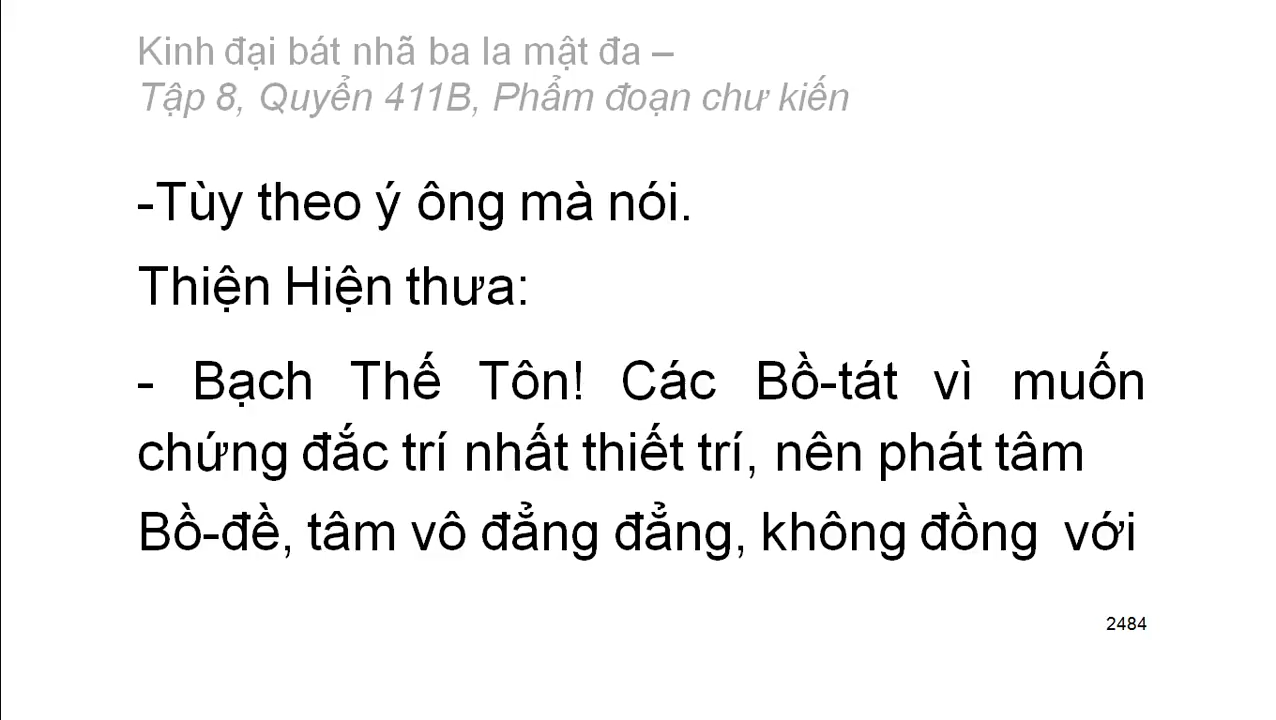 Kinh đại bát nhã ba la mật đa –
Tập 8, Quyển 411B, Phẩm đoạn chư kiến
-Tùy theo ý ông mà nói.
Thiện Hiện thưa:
- Bạch Thế Tôn! Các Bồ-tát vì muốn
chứng đắc trí nhất thiết trí, nên phát tâm
Bồ-đề, tâm vô đẳng đẳng, không đồng với
2484